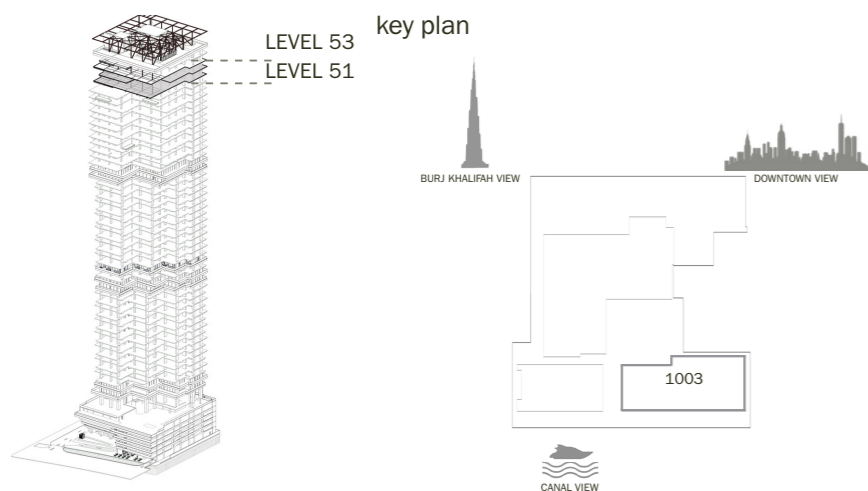 key plan
LEVEL 53
LEVEL 51
BURJ KHALIFAH VIEW
DOWNTOWN VIEW
1003
CANAL VIEW